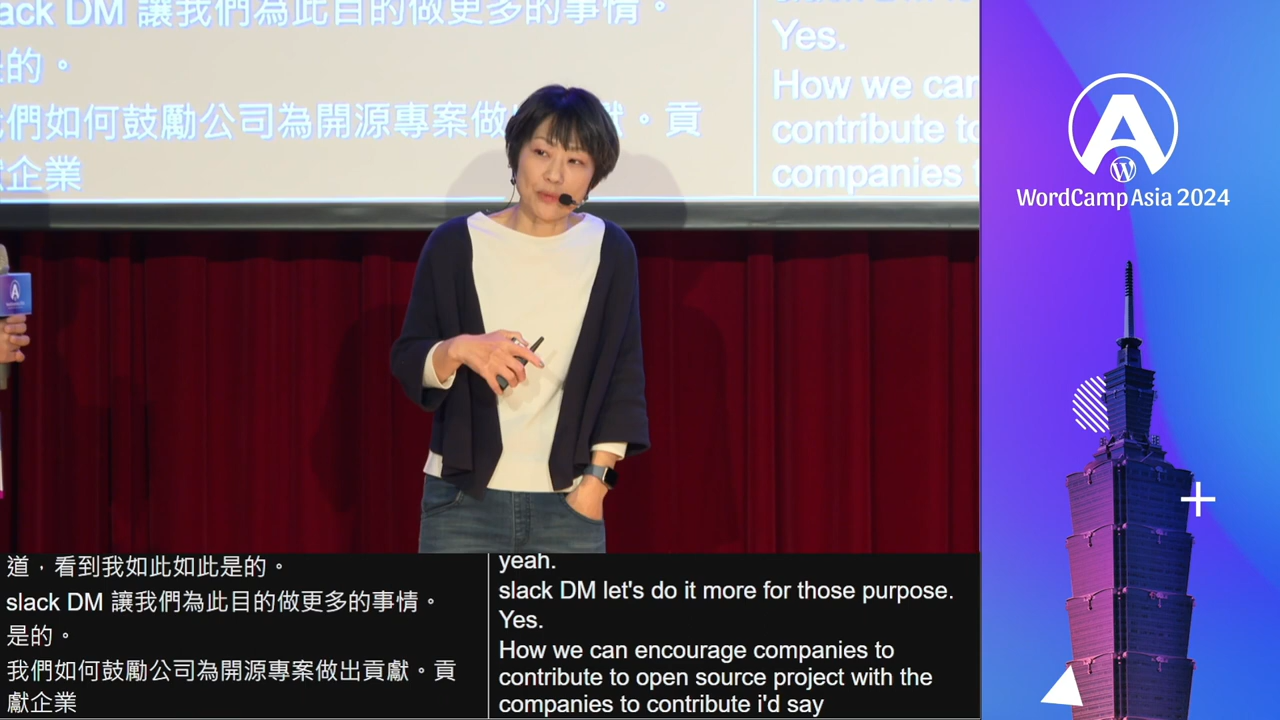 slack DM 讓我們為此目的做更多的事情。
是的。
們如何鼓勵公司為開源專案做 獻。貢
企業
Yes.
How we can
contribute to
companies
WordCamp Asia 2024
道，看到我如此如此是的。
slack DM 讓我們為此目的做更多的事情。
是的。
我們如何鼓勵公司為開源專案做出貢獻。貢
獻企業
yeah.
slack DM let's do it more for those purpose.
Yes.
How we can encourage companies to
contribute to open source project with the
companies to contribute i'd say